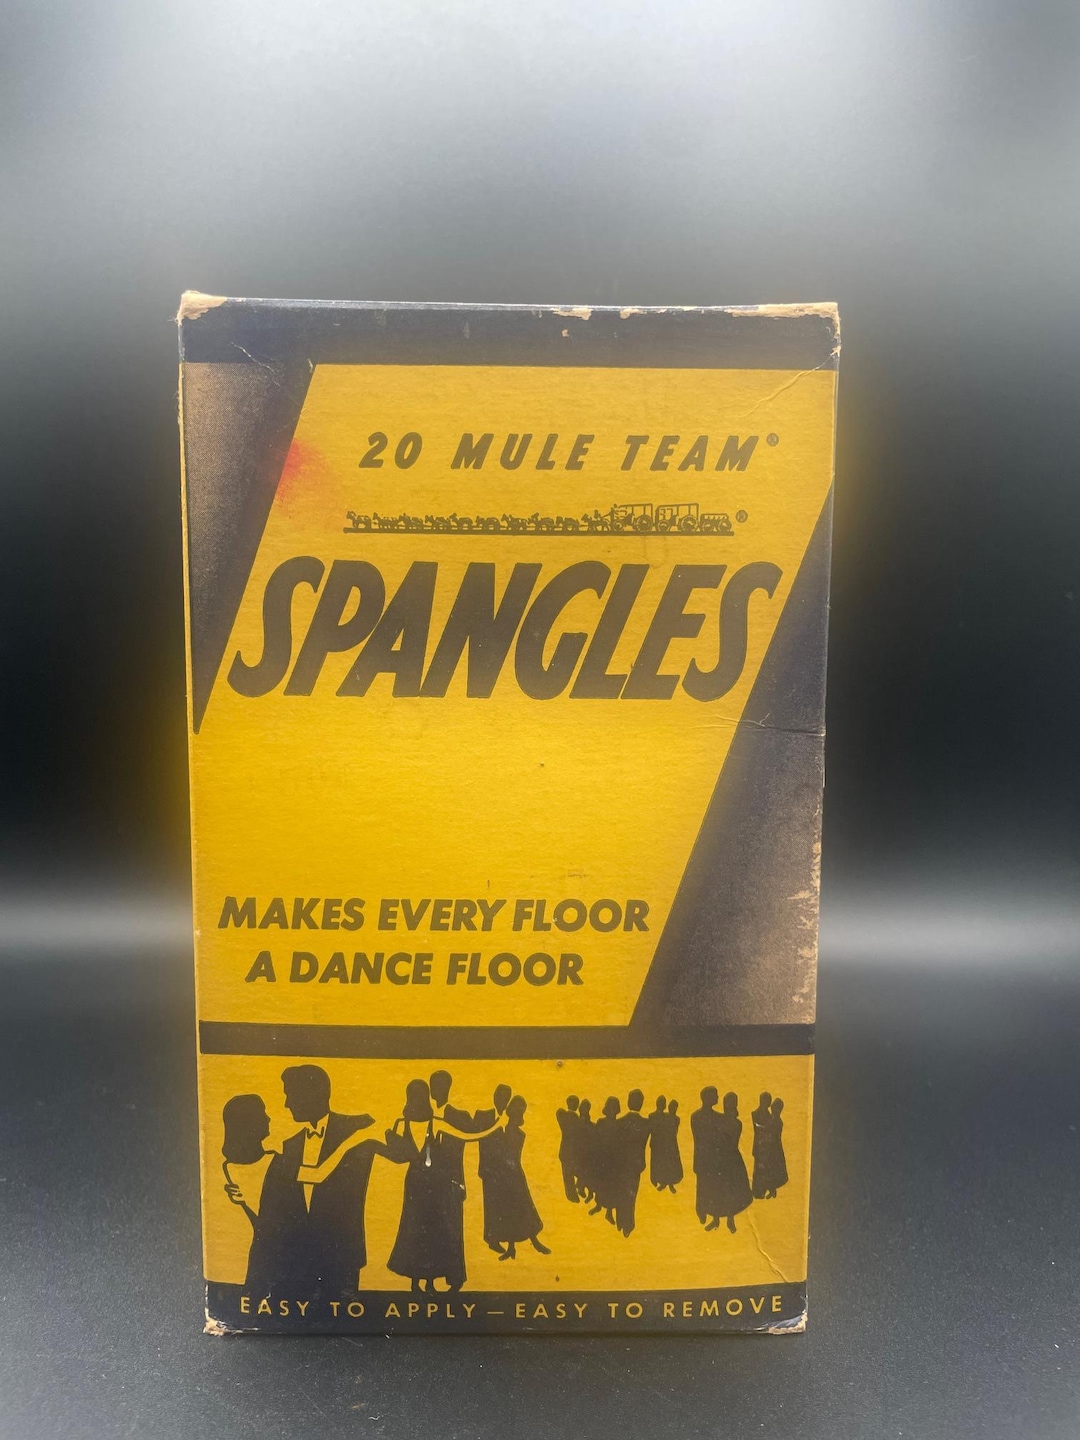 20 MULE TEAM®
®
SPANGLES
MAKES EVERY FLOOR
A DANCE FLOOR
EASY TO APPLY—EASY TO REMOVE